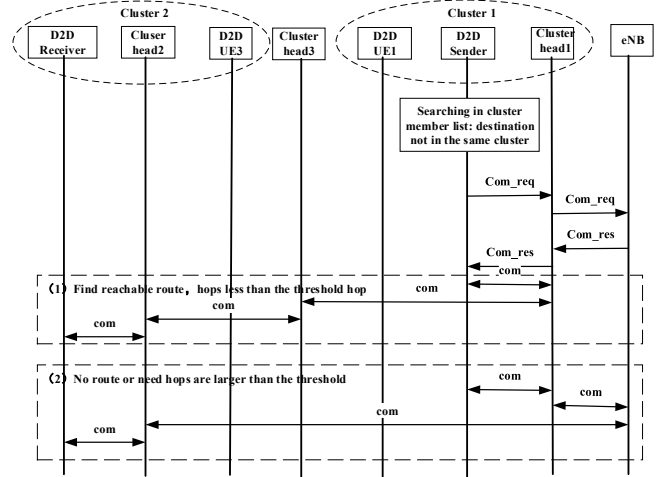 Cluster 2
Cluster 1
D2D
Receiver
Cluser
head2
D2D
UE3
Cluster
head3
D2D
UE1
D2D
Sender
Cluster
head1
eNB
Searching in cluster
member list: destination
not in the same cluster
Com_req
Com_req
Com_res
Com_res
com
（1）Find reachable route，hops less than the threshold hop
com
com
com
（2）No route or need hops are larger than the threshold
com
com
com
com